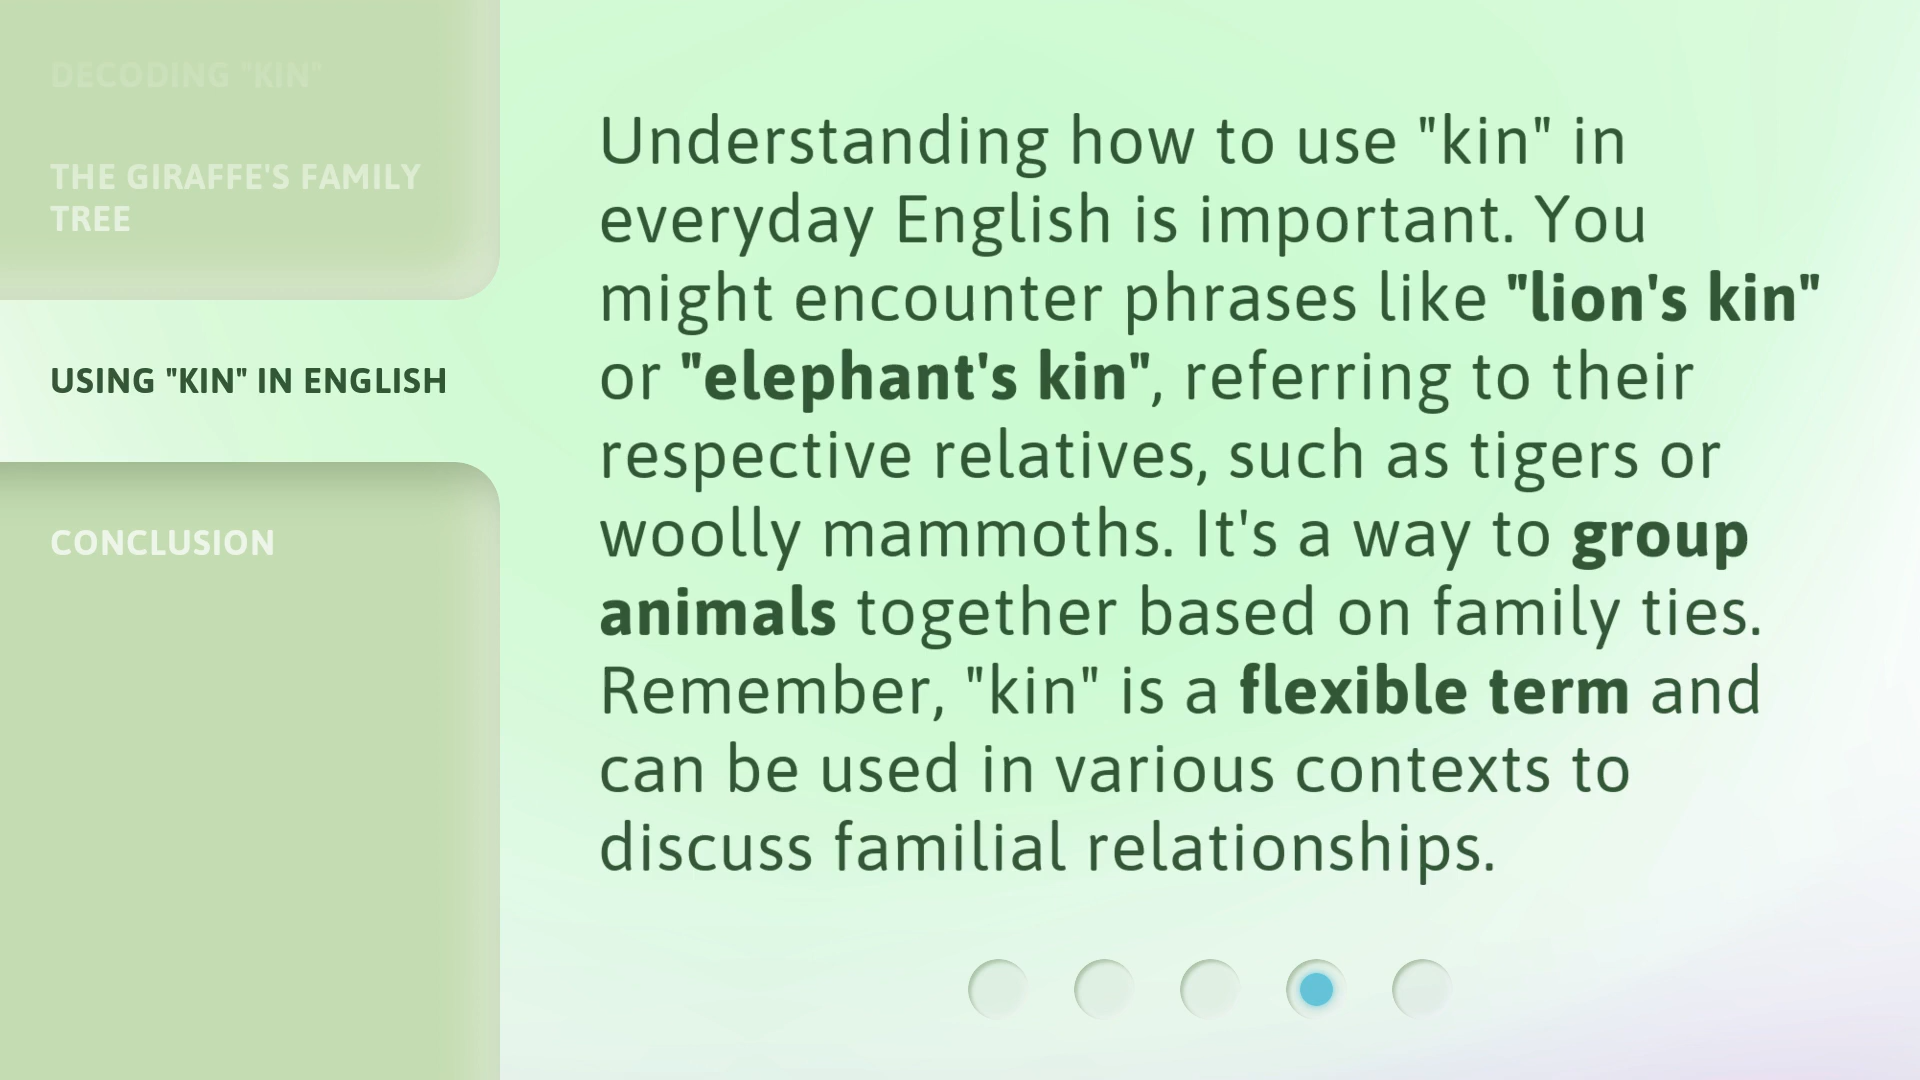 DECODING "KIN"
THE GIRAFFE'S FAMILY
TREE
USING "KIN" IN ENGLISH
CONCLUSION
Understanding how to use "kin" in
everyday English is important. You
might encounter phrases like "lion's kin"
or "elephant's kin", referring to their
respective relatives, such as tigers or
woolly mammoths. It's a way to group
animals together based on family ties.
Remember, "kin" is a flexible term and
can be used in various contexts to
discuss familial relationships.